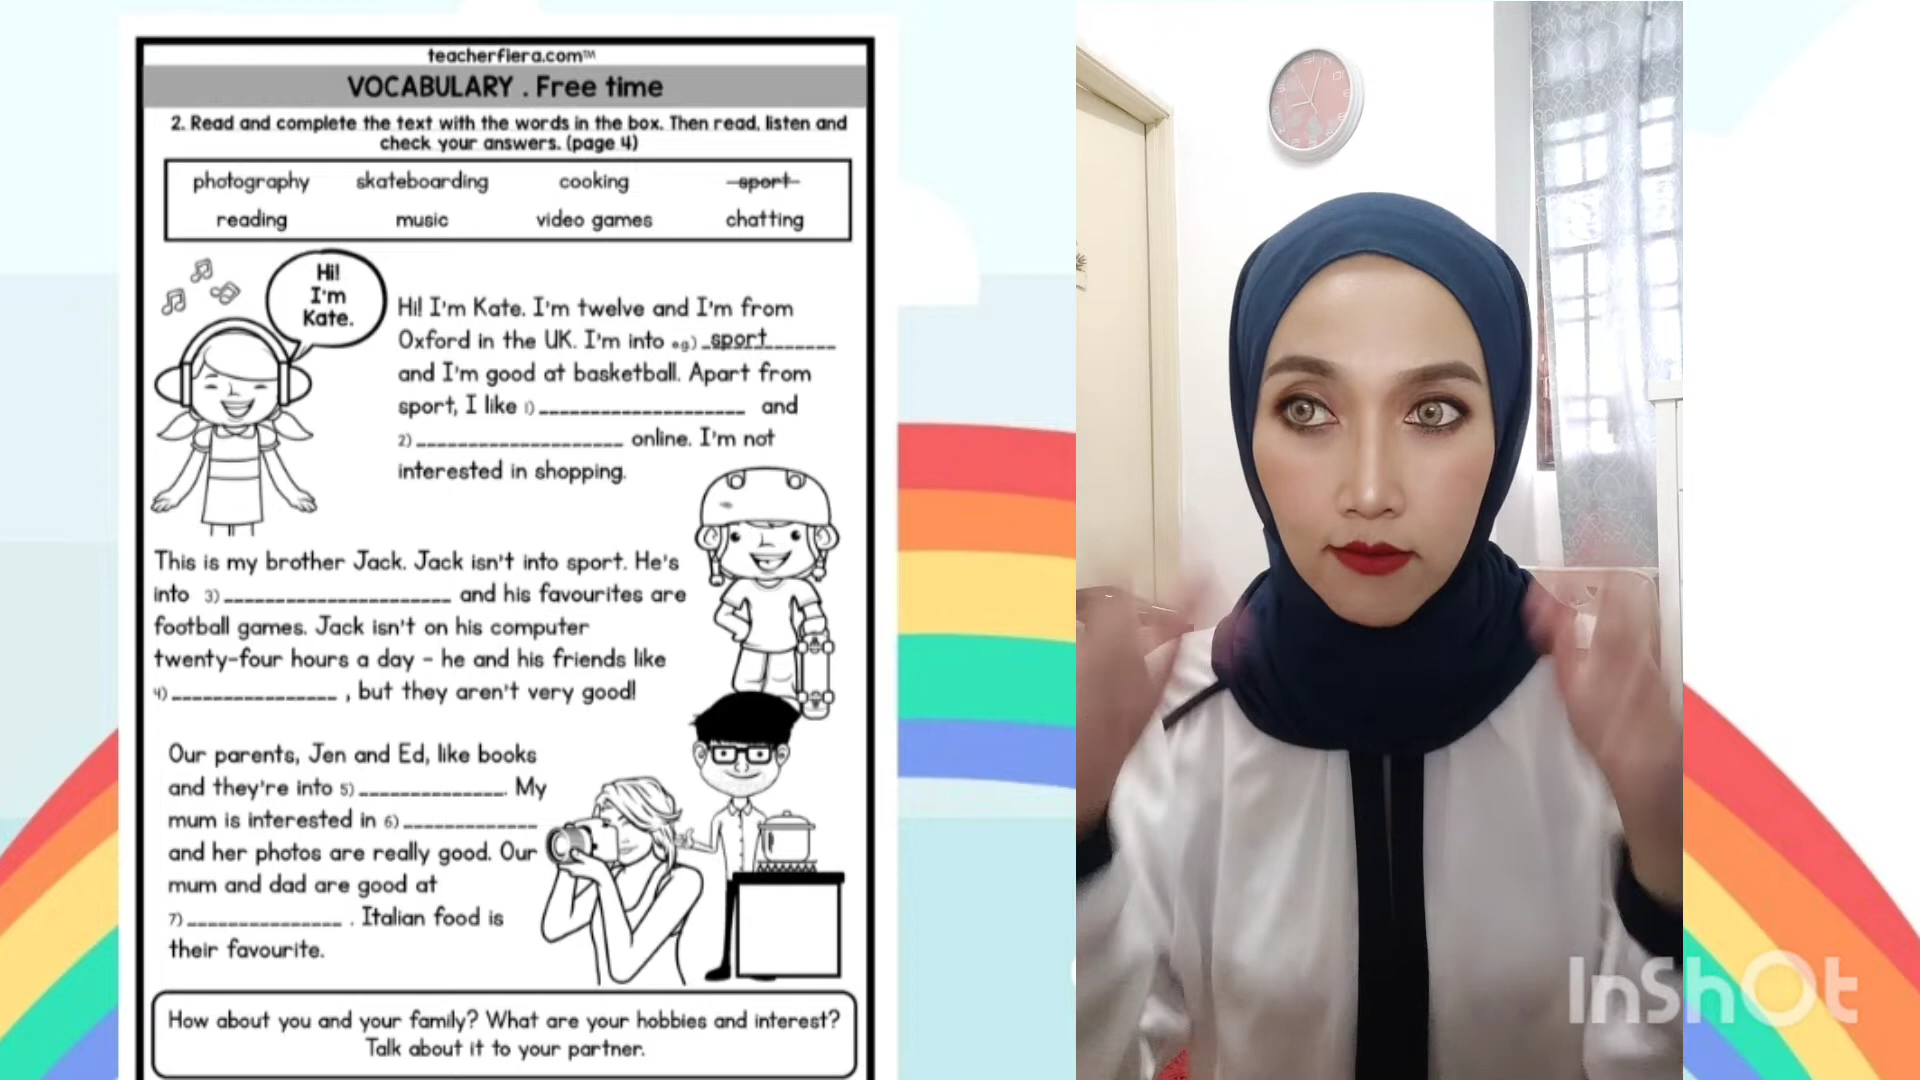 teacherfiera.com™
VOCABULARY . Free time
2. Read and complete the text with the words in the box. Then read, listen and
check your answers. (page 4)
photography skateboarding cooking sport
reading music video games chatting
Hi!
I'm
Kate.
Hi! I'm Kate. I'm twelve and I'm from
Oxford in the UK. I'm into e.g.) _sport_______
and I'm good at basketball. Apart from
sport, I like 1) ____________________ and
2) ____________________ online. I'm not
interested in shopping.
This is my brother Jack. Jack isn't into sport. He's
into 3) ______________________ and his favourites are
football games. Jack isn't on his computer
twenty-four hours a day - he and his friends like
4) ________________ , but they aren't very good!
Our parents, Jen and Ed, like books
and they're into 5) ______________. My
mum is interested in 6) _____________
and her photos are really good. Our
mum and dad are good at
7) _______________ . Italian food is
their favourite.
How about you and your family? What are your hobbies and interest?
Talk about it to your partner.
InShOt